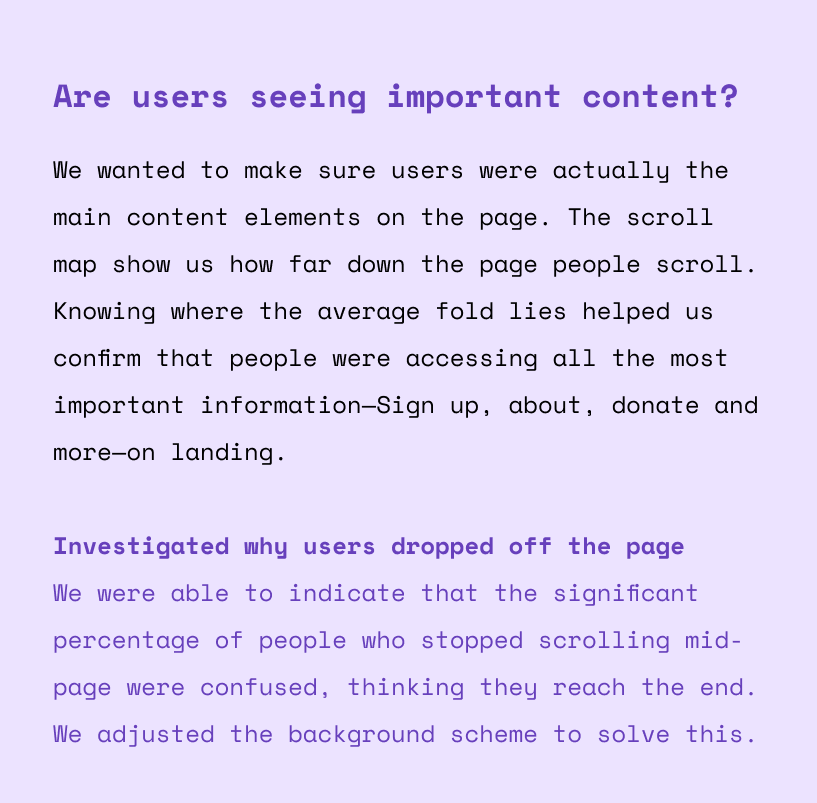 Are users seeing important content?
We wanted to make sure users were actually the
main content elements on the page. The scroll
map show us how far down the page people scroll.
Knowing where the average fold lies helped us
confirm that people were accessing all the most
important information—Sign up, about, donate and
more—on landing.
Investigated why users dropped off the page
We were able to indicate that the significant
percentage of people who stopped scrolling mid-
page were confused, thinking they reach the end.
We adjusted the background scheme to solve this.